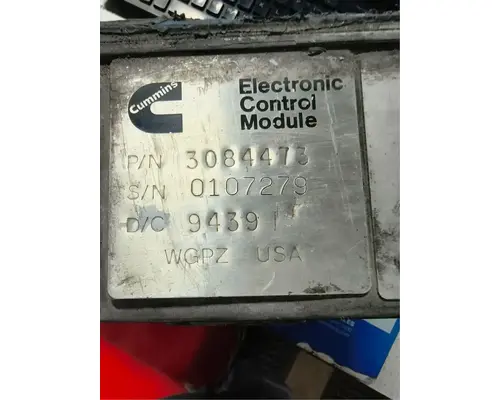 Cummins
Electronic
Control
Module
P/N 3084473
S/N 0107279
D/C 9439
WGPZ USA